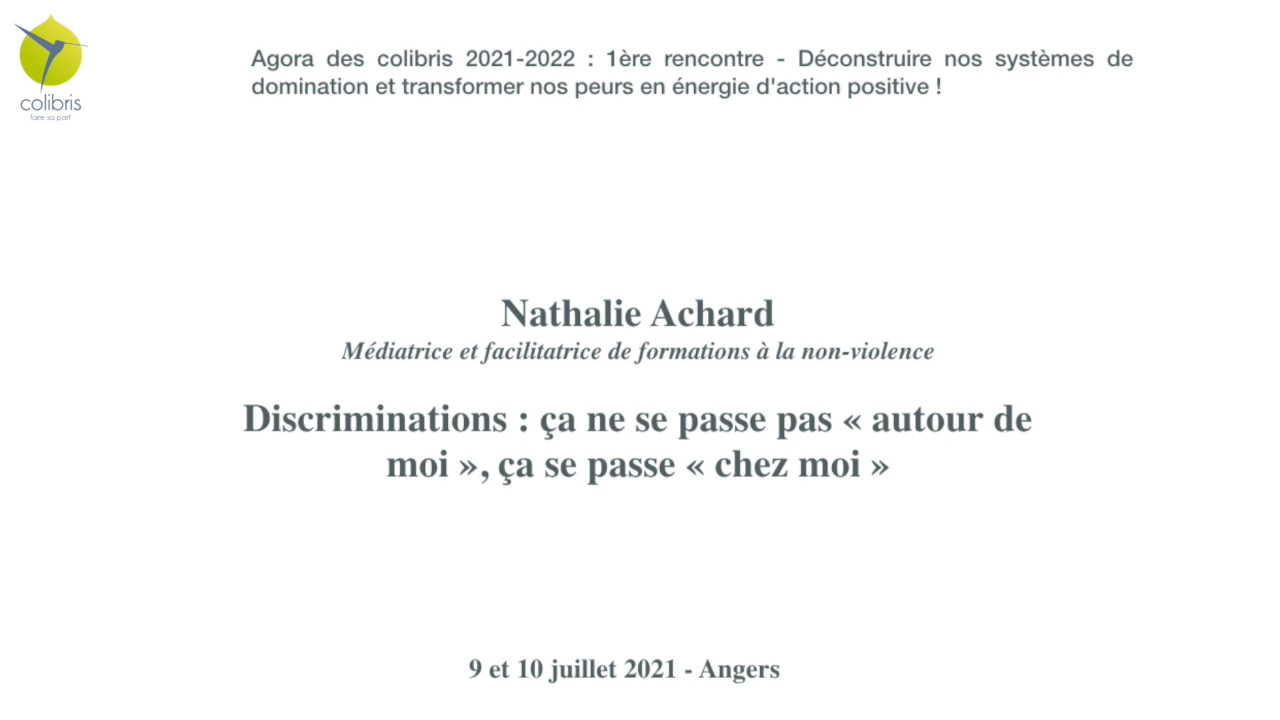 colibris
faire sa part
Agora des colibris 2021-2022 : 1ère rencontre - Déconstruire nos systèmes de
domination et transformer nos peurs en énergie d'action positive !
Nathalie Achard
Médiatrice et facilitatrice de formations à la non-violence
Discriminations : ça ne se passe pas « autour de
moi », ça se passe « chez moi »
9 et 10 juillet 2021 - Angers